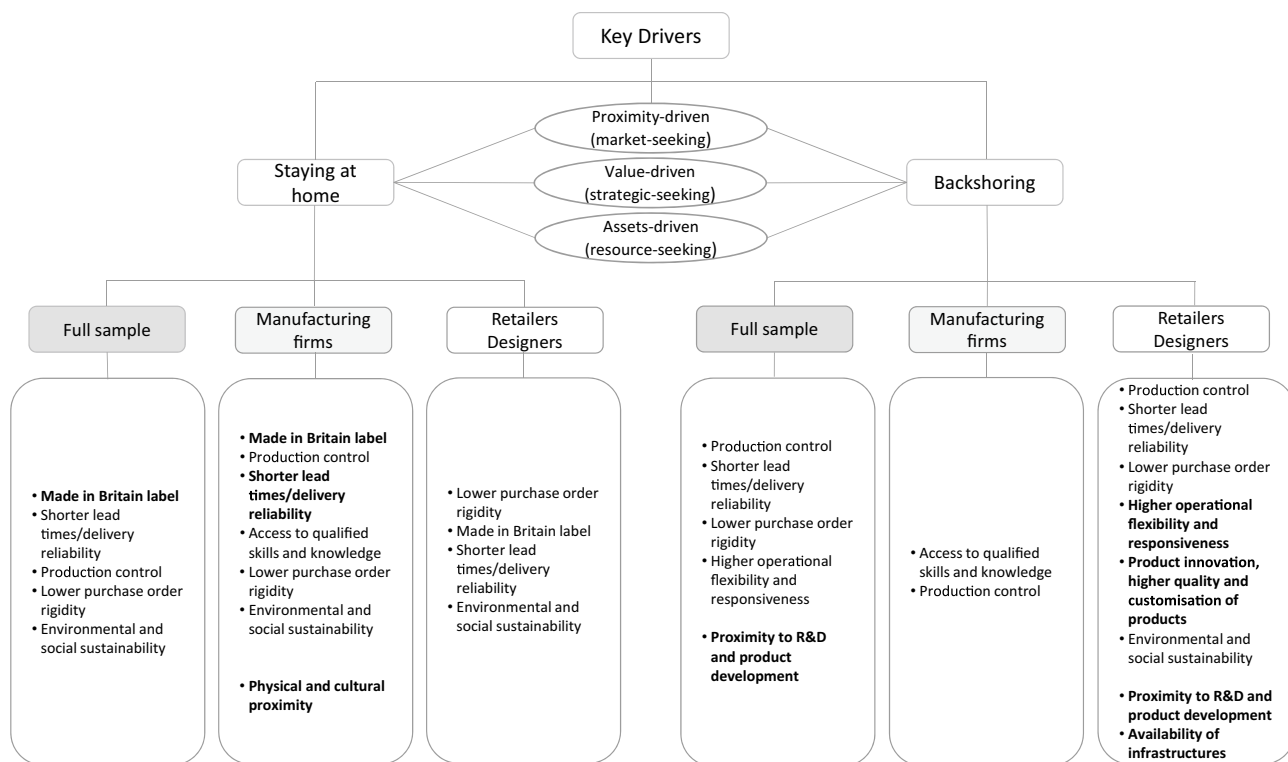 Key Drivers
Proximity-driven
(market-seeking)
Staying at
home
Value-driven
(strategic-seeking)
Backshoring
Assets-driven
(resource-seeking)
Full sample
Manufacturing
firms
Retailers
Designers
Full sample
Manufacturing
firms
Retailers
Designers
• Made in Britain label
• Shorter lead
times/delivery
reliability
• Production control
• Lower purchase order
rigidity
• Environmental and
social sustainability
• Made in Britain label
• Production control
• Shorter lead
times/delivery
reliability
• Access to qualified
skills and knowledge
• Lower purchase order
rigidity
• Environmental and
social sustainability
• Physical and cultural
proximity
• Lower purchase order
rigidity
• Made in Britain label
• Shorter lead
times/delivery
reliability
• Environmental and
social sustainability
• Production control
• Shorter lead
times/delivery
reliability
• Lower purchase order
rigidity
• Higher operational
flexibility and
responsiveness
• Proximity to R&D
and product
development
• Access to qualified
skills and knowledge
• Production control
• Production control
• Shorter lead
times/delivery
reliability
• Lower purchase order
rigidity
• Higher operational
flexibility and
responsiveness
• Product innovation,
higher quality and
customisation of
products
• Environmental and
social sustainability
• Proximity to R&D and
product development
• Availability of
infrastructures